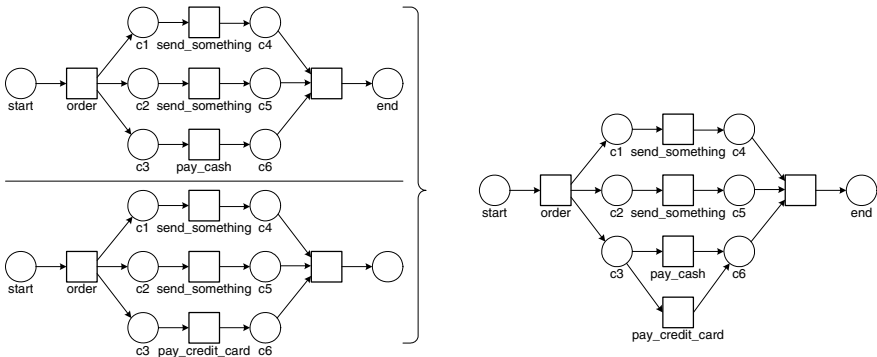 c1 send_something c4
start order c2 send_something c5 end
c3 pay_cash c6
c1 send_something c4
start order c2 send_something c5
c3 pay_credit_card c6
c1 send_something c4
start order c2 send_something c5 end
c3 pay_cash c6
pay_credit_card